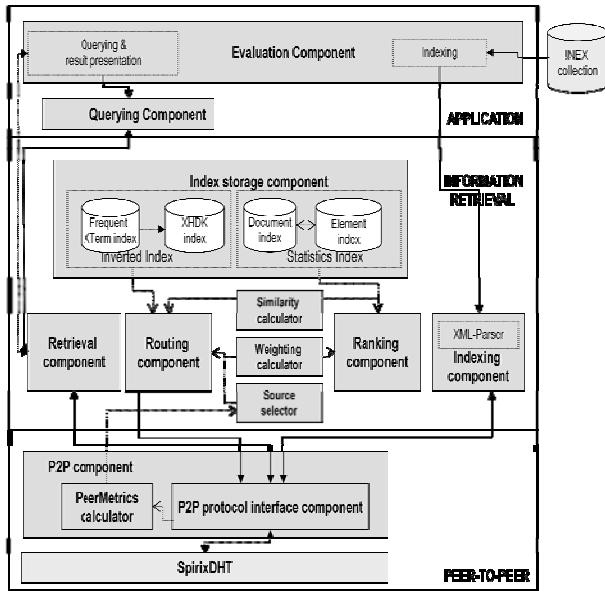 Querying &
result presentation
Evaluation Component
Indexing
INEX
collection
Querying Component
APPLICATION
Index storage component
INFORMATION
RETRIEVAL
Frequent
XTerm index
XHDK
index
Document
index
Element
index
Inverted Index
Statistics Index
Similarity
calculator
Retrieval
component
Routing
component
Weighting
calculator
Ranking
component
XML-Parser
Indexing
component
Source
selector
P2P component
PeerMetrics
calculator
P2P protocol interface component
SpirixDHT
PEER-TO-PEER